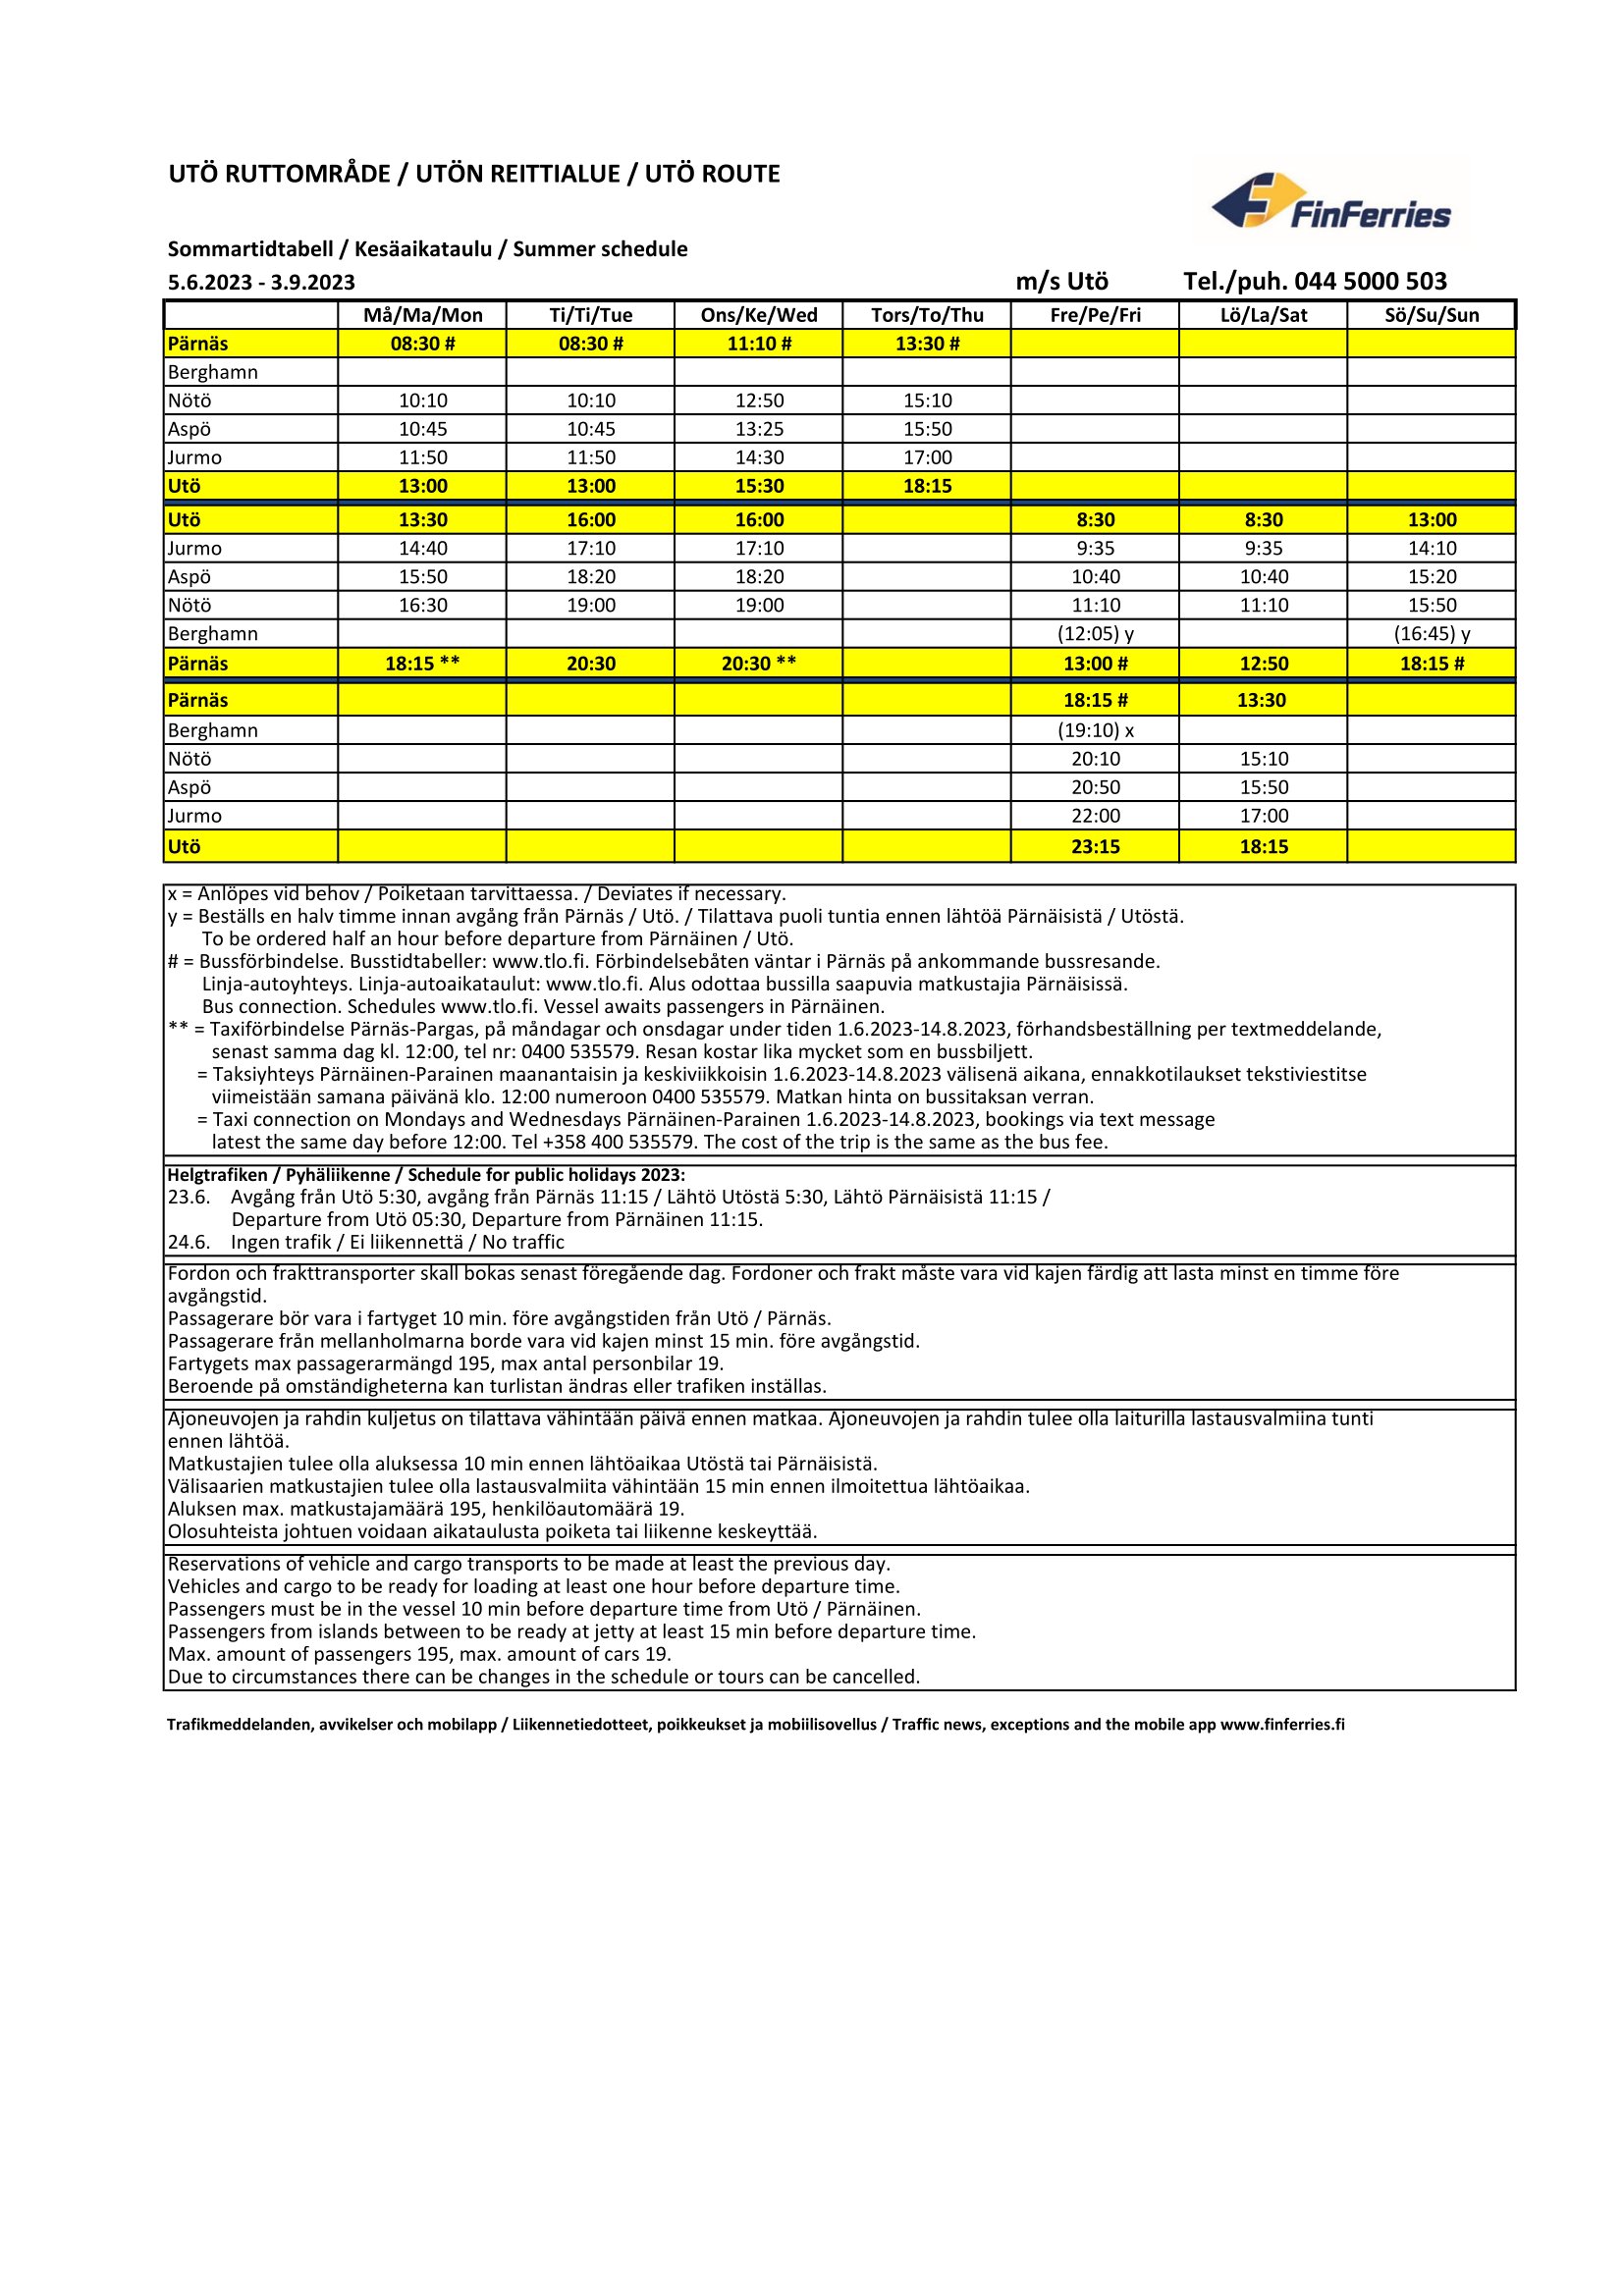 UTÖ RUTTOMRÅDE / UTÖN REITTIALUE / UTÖ ROUTE
FinFerries
Sommartidtabell / Kesäaikataulu / Summer schedule
5.6.2023 - 3.9.2023 m/s Utö Tel./puh. 044 5000 503
Må/Ma/Mon Ti/Ti/Tue Ons/Ke/Wed Tors/To/Thu Fre/Pe/Fri Lö/La/Sat Sö/Su/Sun
Pärnäs 08:30 # 08:30 # 11:10 # 13:30 #
Berghamn
Nötö 10:10 10:10 12:50 15:10
Aspö 10:45 10:45 13:25 15:50
Jurmo 11:50 11:50 14:30 17:00
Utö 13:00 13:00 15:30 18:15
Utö 13:30 16:00 16:00 8:30 8:30 13:00
Jurmo 14:40 17:10 17:10 9:35 9:35 14:10
Aspö 15:50 18:20 18:20 10:40 10:40 15:20
Nötö 16:30 19:00 19:00 11:10 11:10 15:50
Berghamn (12:05) y (16:45) y
Pärnäs 18:15 ** 20:30 20:30 ** 13:00 # 12:50 18:15 #
Pärnäs 18:15 # 13:30
Berghamn (19:10) x
Nötö 20:10 15:10
Aspö 20:50 15:50
Jurmo 22:00 17:00
Utö 23:15 18:15
x = Anlöpes vid behov / Poiketaan tarvittaessa. / Deviates if necessary.
y = Beställs en halv timme innan avgång från Pärnäs / Utö. / Tilattava puoli tuntia ennen lähtöä Pärnäisistä / Utöstä.
To be ordered half an hour before departure from Pärnäinen / Utö.
# = Bussförbindelse. Busstidtabeller: www.tlo.fi. Förbindelsebåten väntar i Pärnäs på ankommande bussresande.
Linja-autoyhteys. Linja-autoaikataulut: www.tlo.fi. Alus odottaa bussilla saapuvia matkustajia Pärnäisissä.
Bus connection. Schedules www.tlo.fi. Vessel awaits passengers in Pärnäinen.
** = Taxiförbindelse Pärnäs-Pargas, på måndagar och onsdagar under tiden 1.6.2023-14.8.2023, förhandsbeställning per textmeddelande,
senast samma dag kl. 12:00, tel nr: 0400 535579. Resan kostar lika mycket som en bussbiljett.
= Taksiyhteys Pärnäinen-Parainen maanantaisin ja keskiviikkoisin 1.6.2023-14.8.2023 välisenä aikana, ennakkotilaukset tekstiviestitse
viimeistään samana päivänä klo. 12:00 numeroon 0400 535579. Matkan hinta on bussitaksan verran.
= Taxi connection on Mondays and Wednesdays Pärnäinen-Parainen 1.6.2023-14.8.2023, bookings via text message
latest the same day before 12:00. Tel +358 400 535579. The cost of the trip is the same as the bus fee.
Helgtrafiken / Pyhäliikenne / Schedule for public holidays 2023:
23.6. Avgång från Utö 5:30, avgång från Pärnäs 11:15 / Lähtö Utöstä 5:30, Lähtö Pärnäisistä 11:15 /
Departure from Utö 05:30, Departure from Pärnäinen 11:15.
24.6. Ingen trafik / Ei liikennettä / No traffic
Fordon och frakttransporter skall bokas senast föregående dag. Fordoner och frakt måste vara vid kajen färdig att lasta minst en timme före
avgångstid.
Passagerare bör vara i fartyget 10 min. före avgångstiden från Utö / Pärnäs.
Passagerare från mellanholmarna borde vara vid kajen minst 15 min. före avgångstid.
Fartygets max passagerarmängd 195, max antal personbilar 19.
Beroende på omständigheterna kan turlistan ändras eller trafiken inställas.
Ajoneuvojen ja rahdin kuljetus on tilattava vähintään päivä ennen matkaa. Ajoneuvojen ja rahdin tulee olla laiturilla lastausvalmiina tunti
ennen lähtöä.
Matkustajien tulee olla aluksessa 10 min ennen lähtöaikaa Utöstä tai Pärnäisistä.
Välisaarien matkustajien tulee olla lastausvalmiita vähintään 15 min ennen ilmoitettua lähtöaikaa.
Aluksen max. matkustajamäärä 195, henkilöautomäärä 19.
Olosuhteista johtuen voidaan aikataulusta poiketa tai liikenne keskeyttää.
Reservations of vehicle and cargo transports to be made at least the previous day.
Vehicles and cargo to be ready for loading at least one hour before departure time.
Passengers must be in the vessel 10 min before departure time from Utö / Pärnäinen.
Passengers from islands between to be ready at jetty at least 15 min before departure time.
Max. amount of passengers 195, max. amount of cars 19.
Due to circumstances there can be changes in the schedule or tours can be cancelled.
Trafikmeddelanden, avvikelser och mobilapp / Liikennetiedotteet, poikkeukset ja mobiilisovellus / Traffic news, exceptions and the mobile app www.finferries.fi